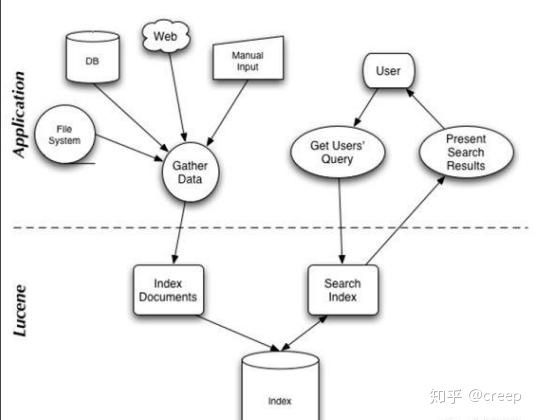 Application
DB
Web
Manual
Input
File
System
Gather
Data
User
Get Users'
Query
Present
Search
Results
Lucene
Index
Documents
Search
Index
Index
知乎 @creep